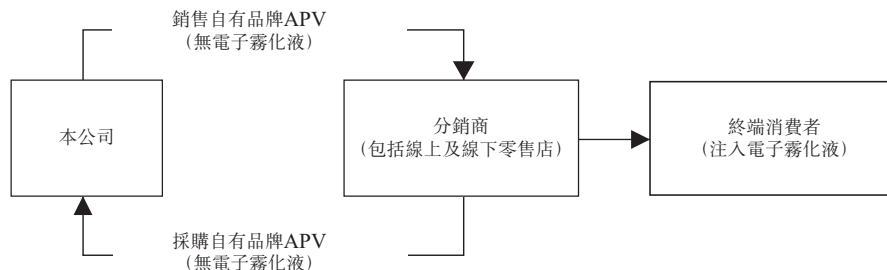 銷售自有品牌APV
（無電子霧化液）
本公司
分銷商
（包括線上及線下零售店）
終端消費者
（注入電子霧化液）
採購自有品牌APV
（無電子霧化液）